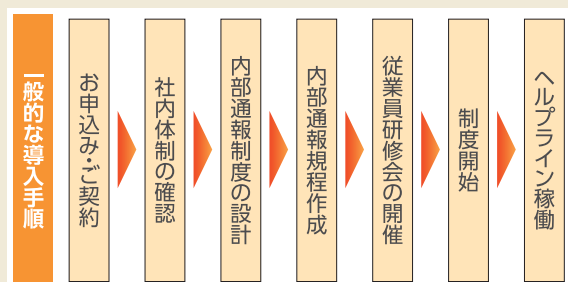 一般的な導入手順
お申込み・ご契約
社内体制の確認
内部通報制度の設計
内部通報規程作成
従業員研修会の開催
制度開始
ヘルプライン稼働